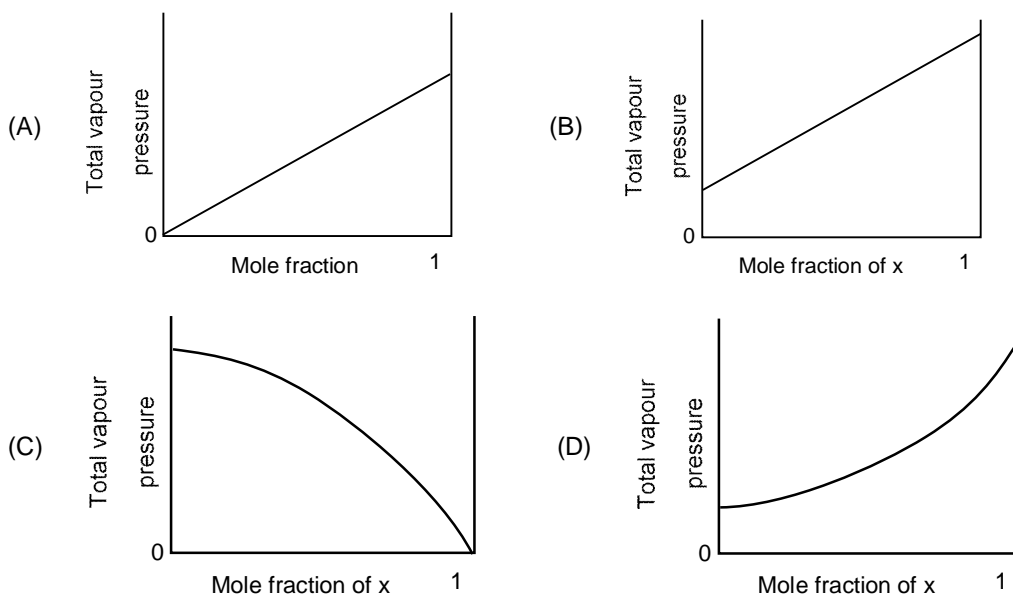 (A)
Total vapour
pressure
0
Mole fraction
1
(B)
Total vapour
pressure
0
Mole fraction of x
1
(C)
Total vapour
pressure
0
Mole fraction of x
1
(D)
Total vapour
pressure
0
Mole fraction of x
1